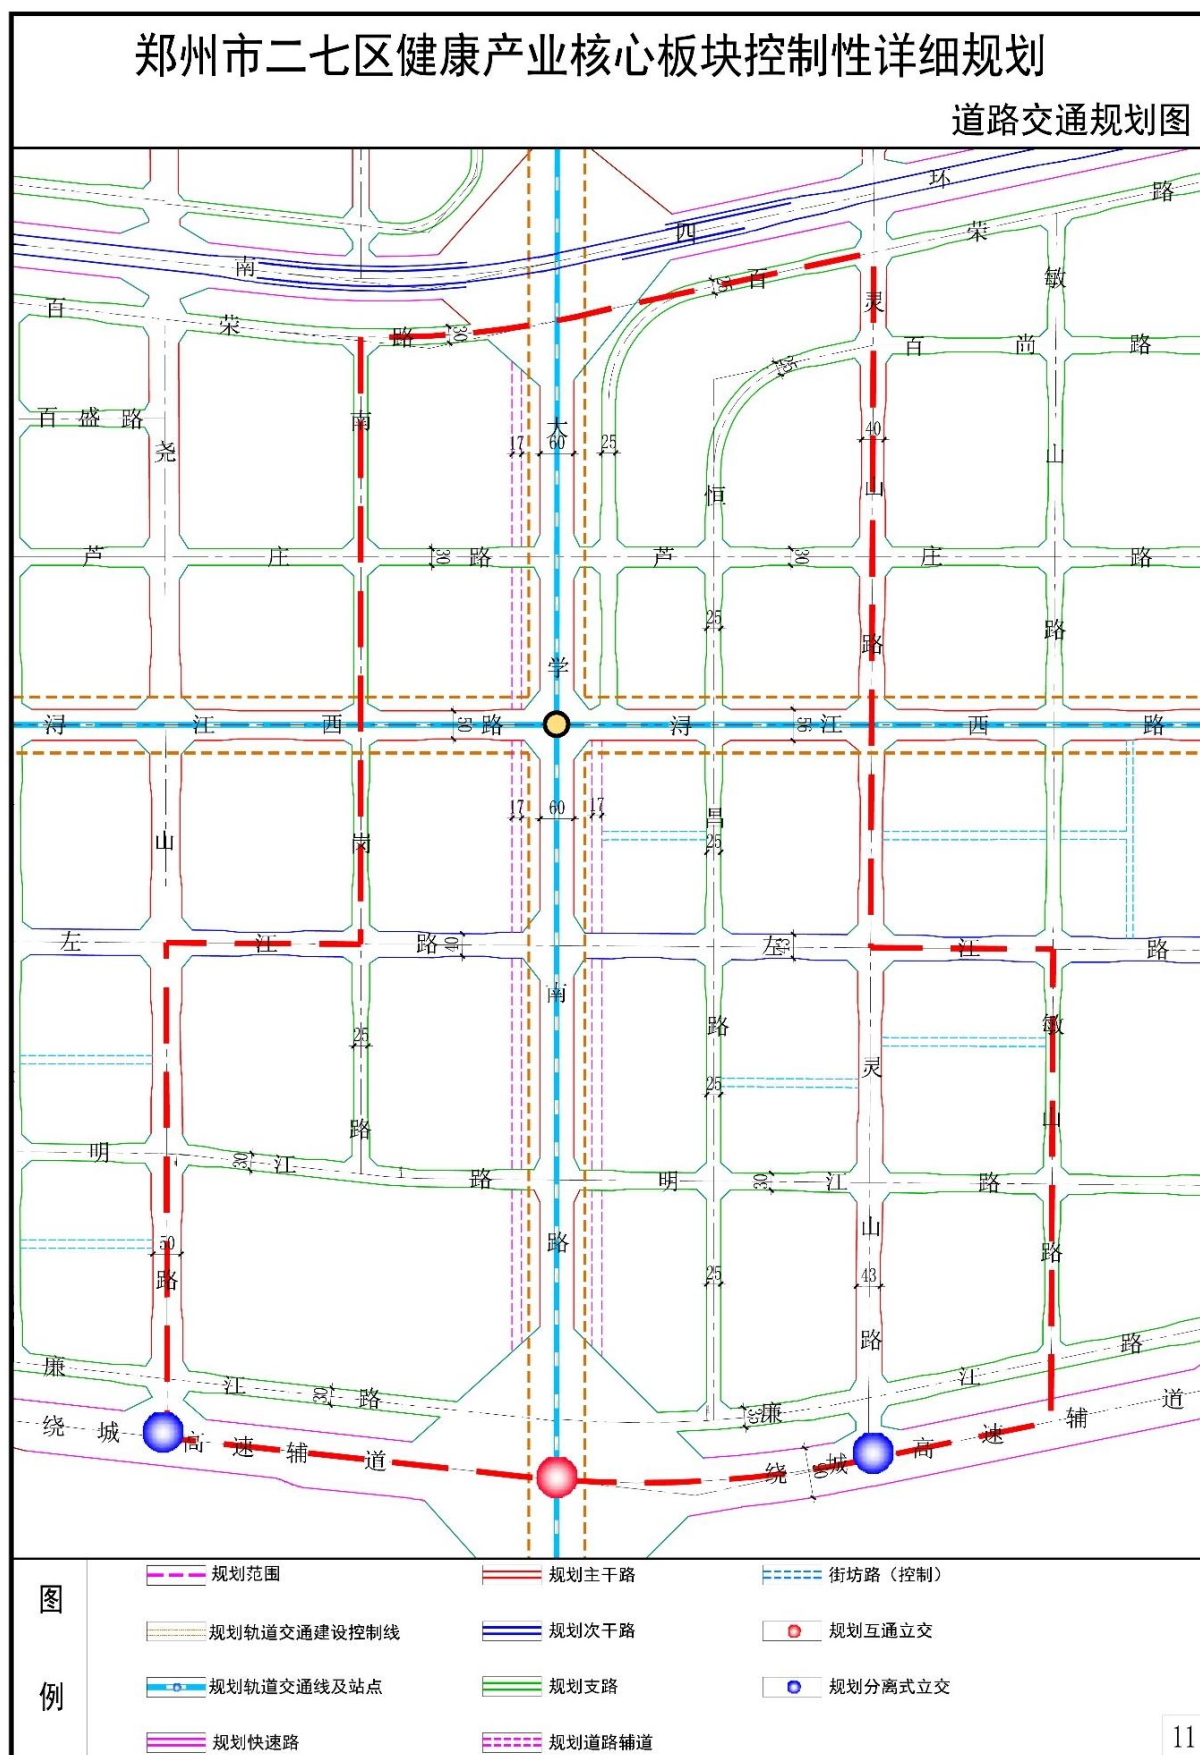 郑州市二七区健康产业核心板块控制性详细规划
道路交通规划图
环
路
四
荣
南
百
敏
灵
百
荣
路
30
25
百 尚 路
25
南
百 盛 路
大
尧
17 60 25
40
山
山
恒
芦 庄 30 路 芦 30 庄 路
25
路
路
学
浔 江 西 50 路 浔 江 西 路
17 60 17
山
岗
昌
25
左 江 路 40 左 江 路
南
25
路
敏
灵
25
路
山
明 30 江 路 明 30 江 路
50
路
路
山
路
25
43
路
廉 江 30 路
廉 江 路
绕 城 高 速 辅 道
绕 城 高 速 辅 道
图例
规划范围
规划主干路
街坊路（控制）
规划轨道交通建设控制线
规划次干路
规划互通立交
规划轨道交通线及站点
规划支路
规划分离式立交
规划快速路
规划道路辅道
11